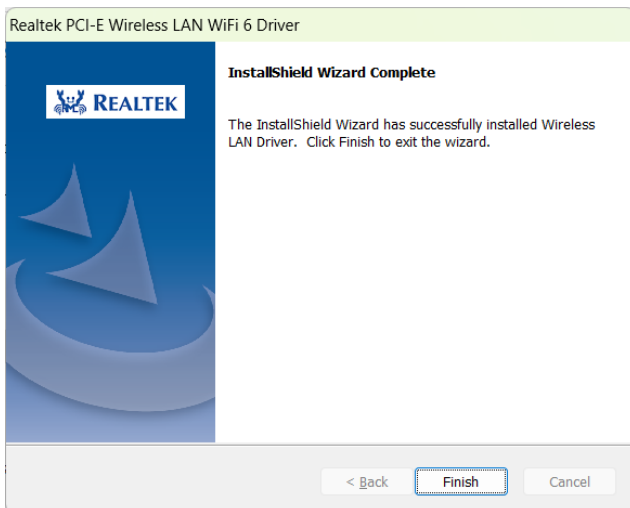 Realtek PCI-E Wireless LAN WiFi 6 Driver
REALTEK
InstallShield Wizard Complete
The InstallShield Wizard has successfully installed Wireless
LAN Driver. Click Finish to exit the wizard.
< Back
Finish
Cancel